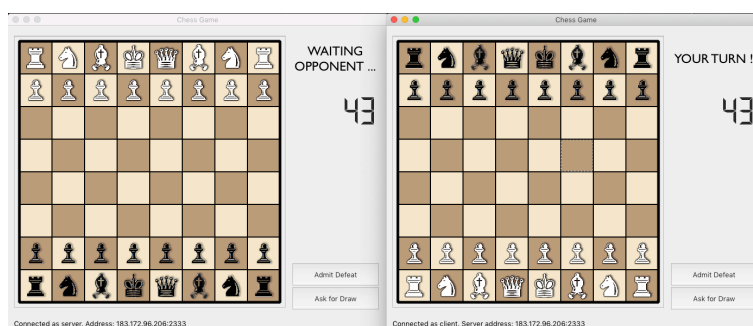 Chess Game
WAITING
OPPONENT ...
43
Admit Defeat
Ask for Draw
Connected as server. Address: 183.172.96.206:2333
Chess Game
YOUR TURN !
43
Admit Defeat
Ask for Draw
Connected as client. Server address: 183.172.96.206:2333